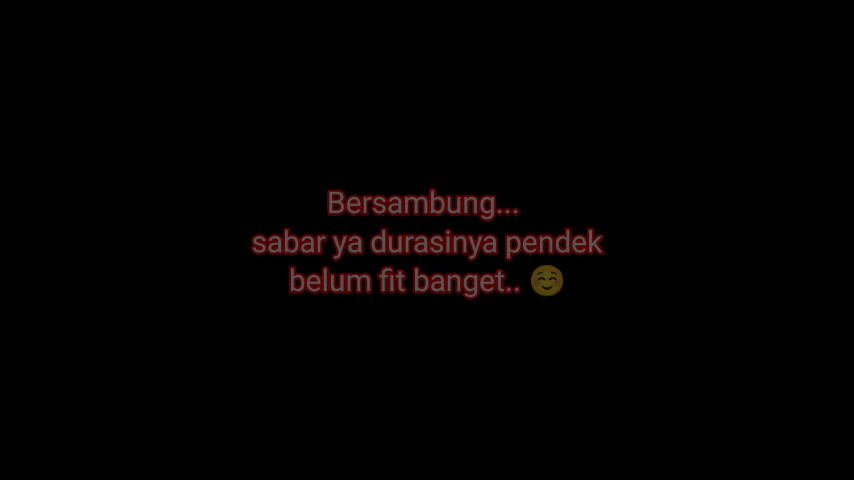 Bersambung...
sabar ya durasinya pendek
belum fit banget.. ☺️